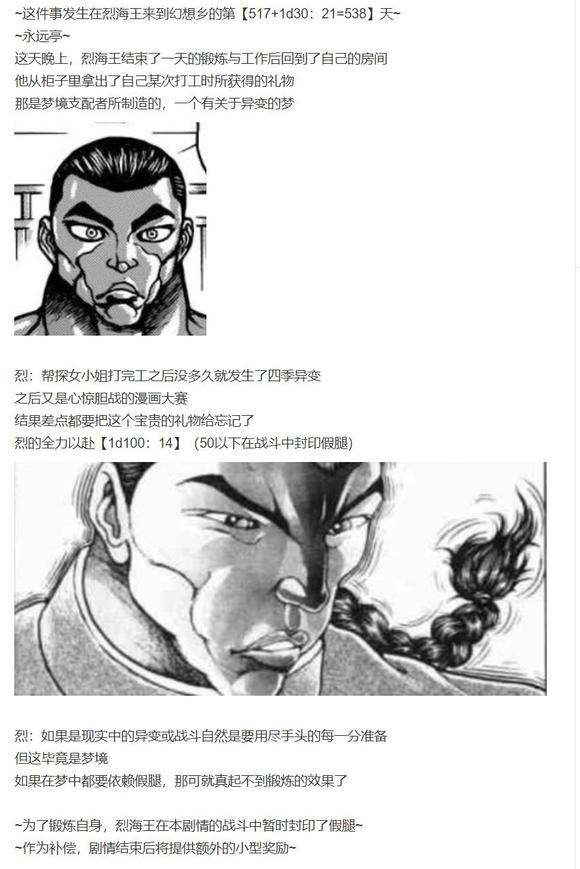 ~这件事发生在烈海王来到幻想乡的第【517+1d30：21=538】天~
~永远亭~
这天晚上，烈海王结束了一天的锻炼与工作后回到了自己的房间
他从柜子里拿出了自己某次打工时所获得的礼物
那是梦境支配者所制造的，一个有关于异变的梦
烈：帮探女小姐打完工之后没多久就发生了四季异变
之后又是心惊胆战的漫画大赛
结果差点都要把这个宝贵的礼物给忘记了
烈的全力以赴【1d100：14】（50以下在战斗中封印假腿）
烈：如果是现实中的异变或战斗自然是要用尽手头的每一分准备
但这毕竟是梦境
如果在梦中都要依赖假腿，那可就真起不到锻炼的效果了
~为了锻炼自身，烈海王在本剧情的战斗中暂时封印了假腿~
~作为补偿，剧情结束后将提供额外的小型奖励~